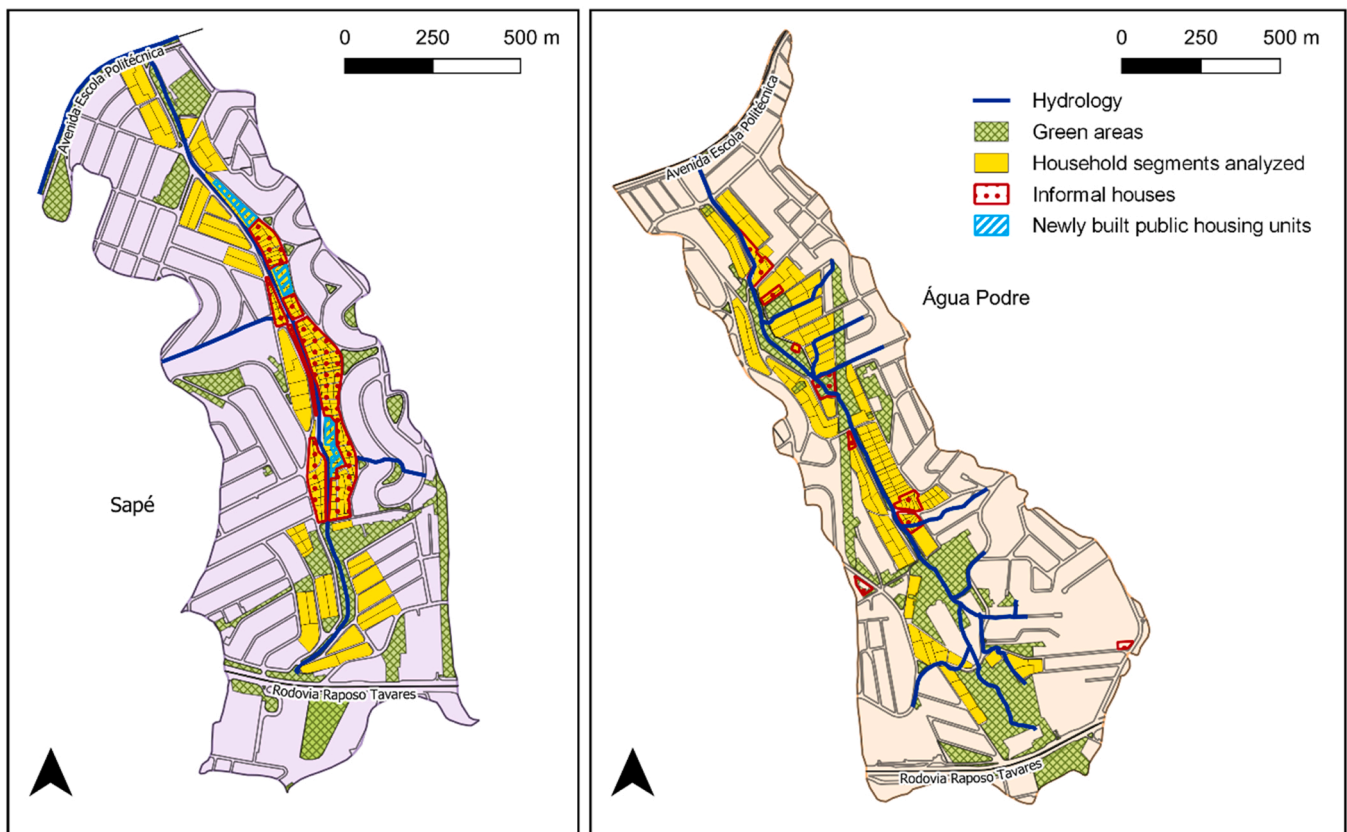 0 250 500 m
Avenida Escola Politécnica
Sapé
Rodovia Raposo Tavares
0 250 500 m
Hydrology
Green areas
Household segments analyzed
Informal houses
Newly built public housing units
Avenida Escola Politécnica
Água Podre
Rodovia Raposo Tavares